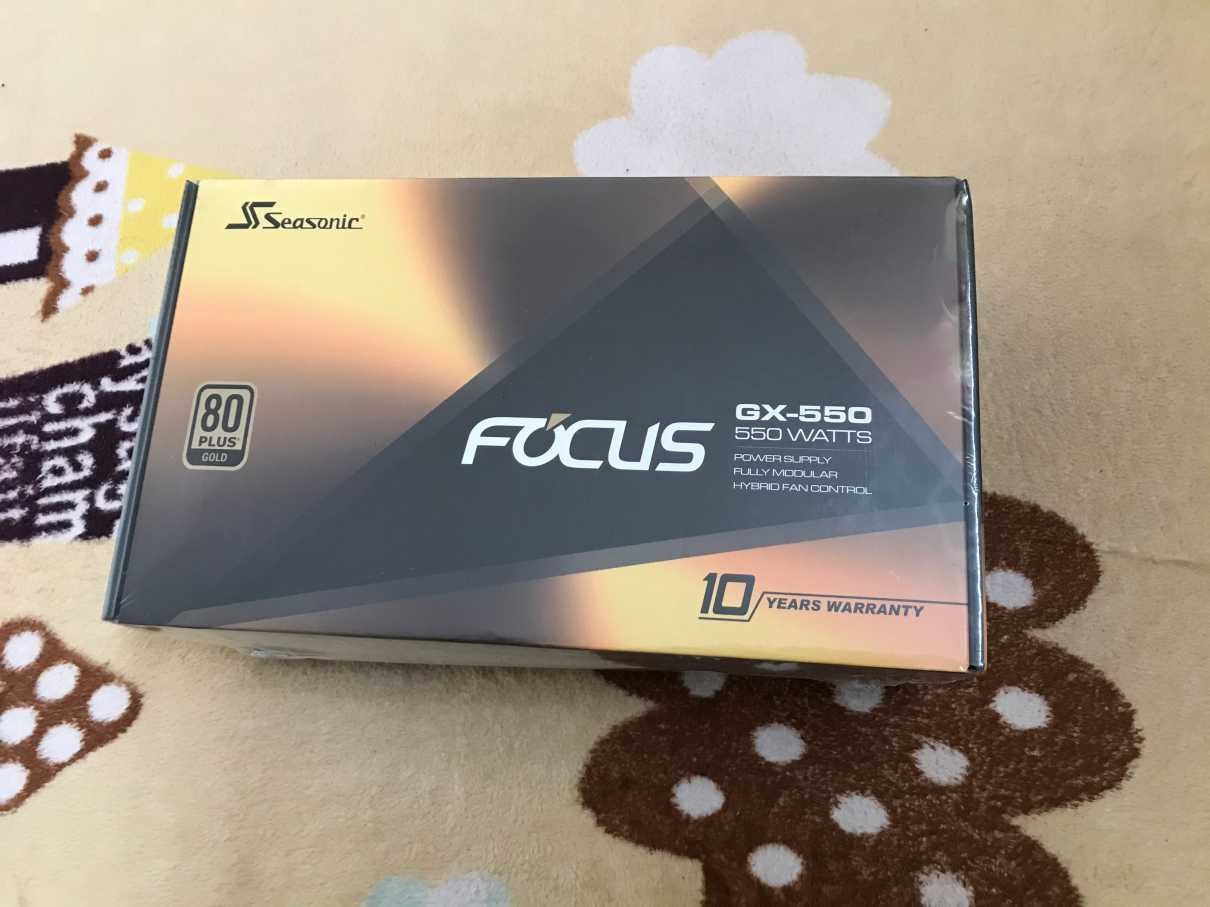 Seasonic®
80
PLUS®
GOLD
FOCUS
GX-550
550 WATTS
POWER SUPPLY
FULLY MODULAR
HYBRID FAN CONTROL
10 YEARS WARRANTY
cham